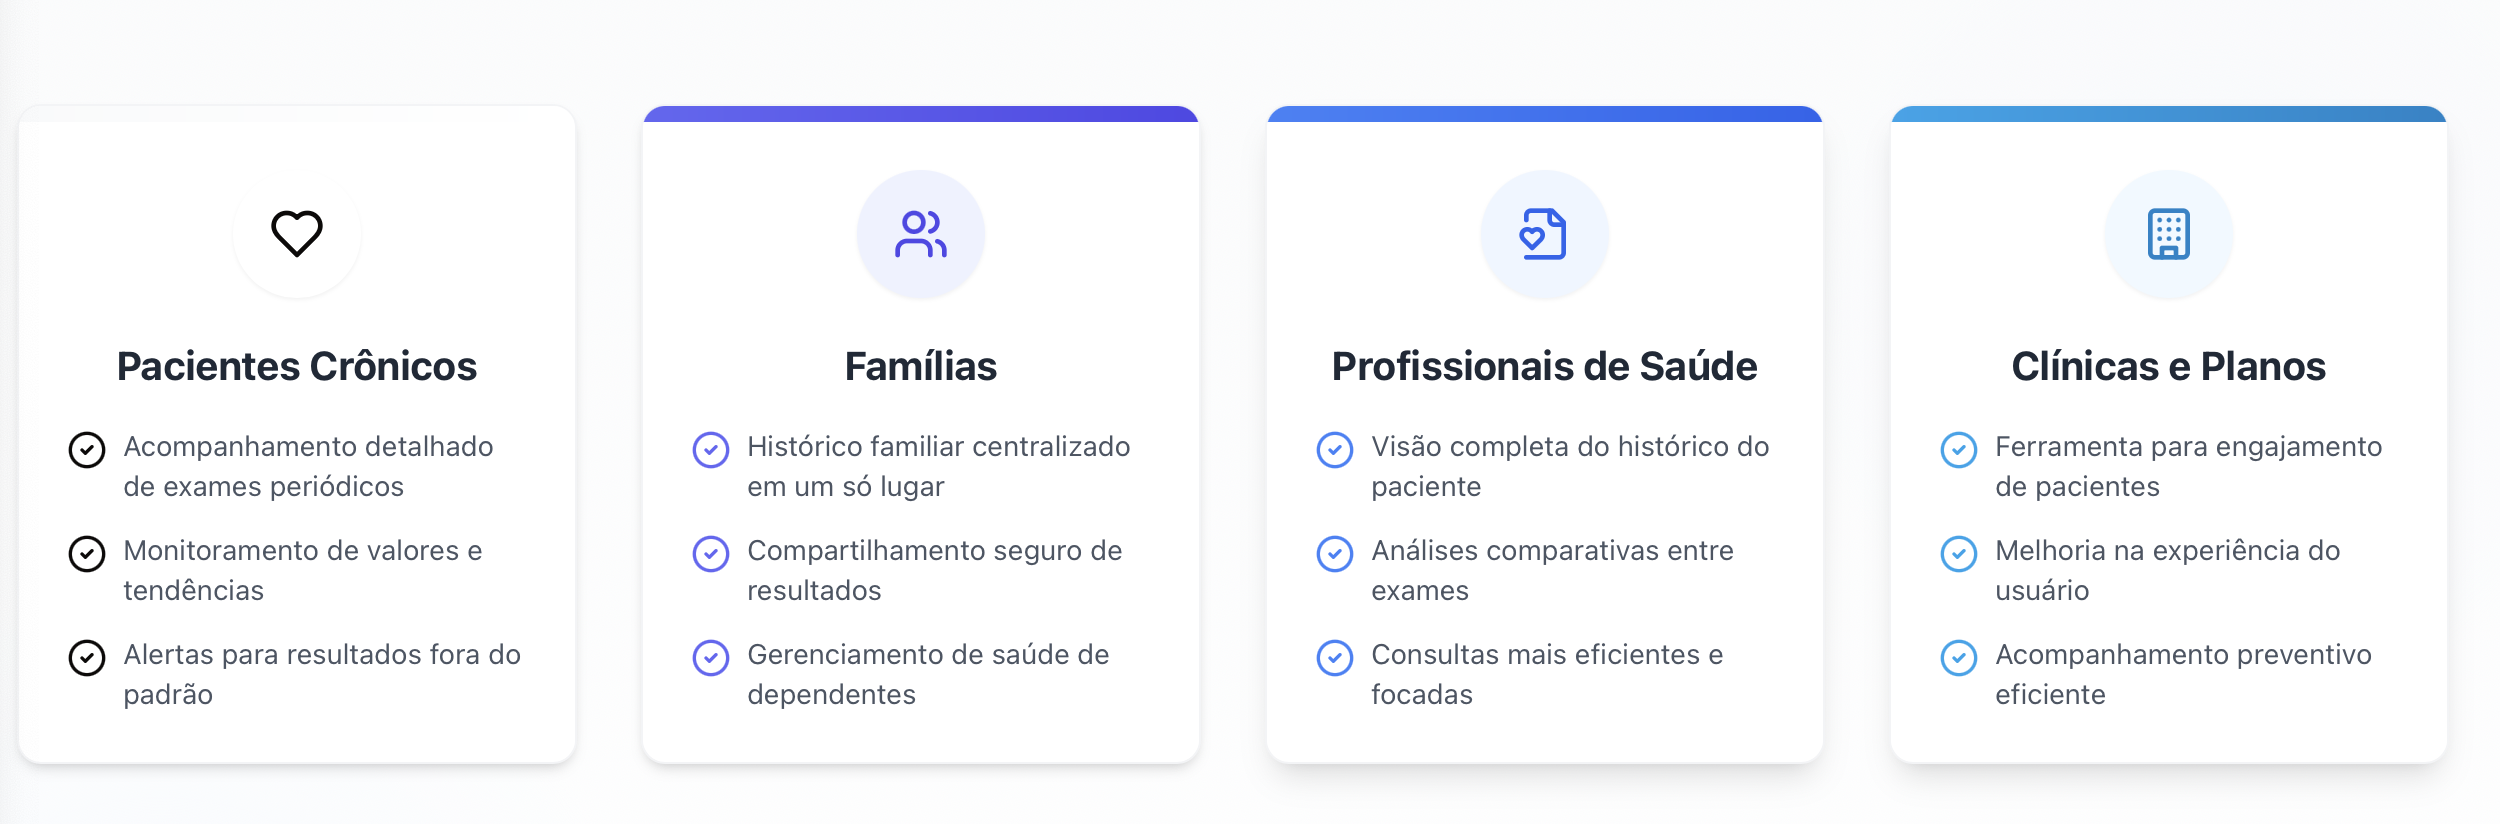 Pacientes Crônicos
Acompanhamento detalhado
de exames periódicos
Monitoramento de valores e
tendências
Alertas para resultados fora do
padrão
Famílias
Histórico familiar centralizado
em um só lugar
Compartilhamento seguro de
resultados
Gerenciamento de saúde de
dependentes
Profissionais de Saúde
Visão completa do histórico do
paciente
Análises comparativas entre
exames
Consultas mais eficientes e
focadas
Clínicas e Planos
Ferramenta para engajamento
de pacientes
Melhoria na experiência do
usuário
Acompanhamento preventivo
eficiente